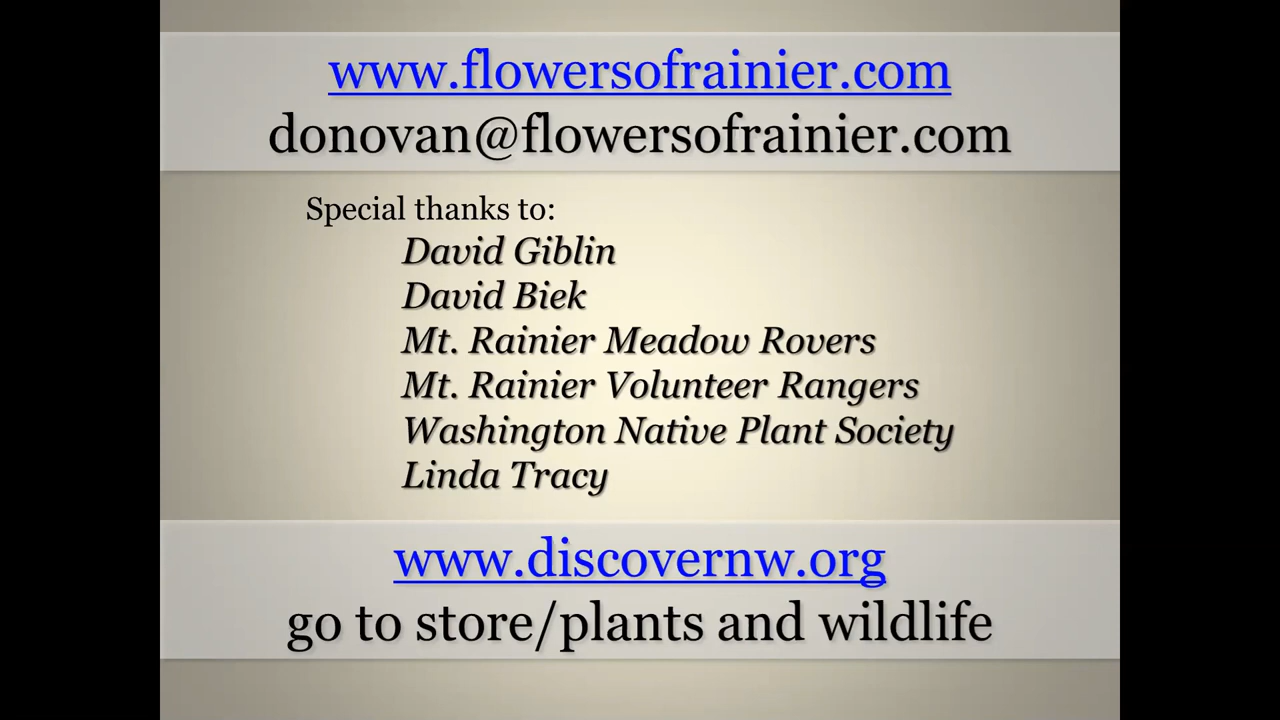 www.flowersofrainier.com
donovan@flowersofrainier.com
Special thanks to:
David Giblin
David Biek
Mt. Rainier Meadow Rovers
Mt. Rainier Volunteer Rangers
Washington Native Plant Society
Linda Tracy
www.discovernw.org
go to store/plants and wildlife